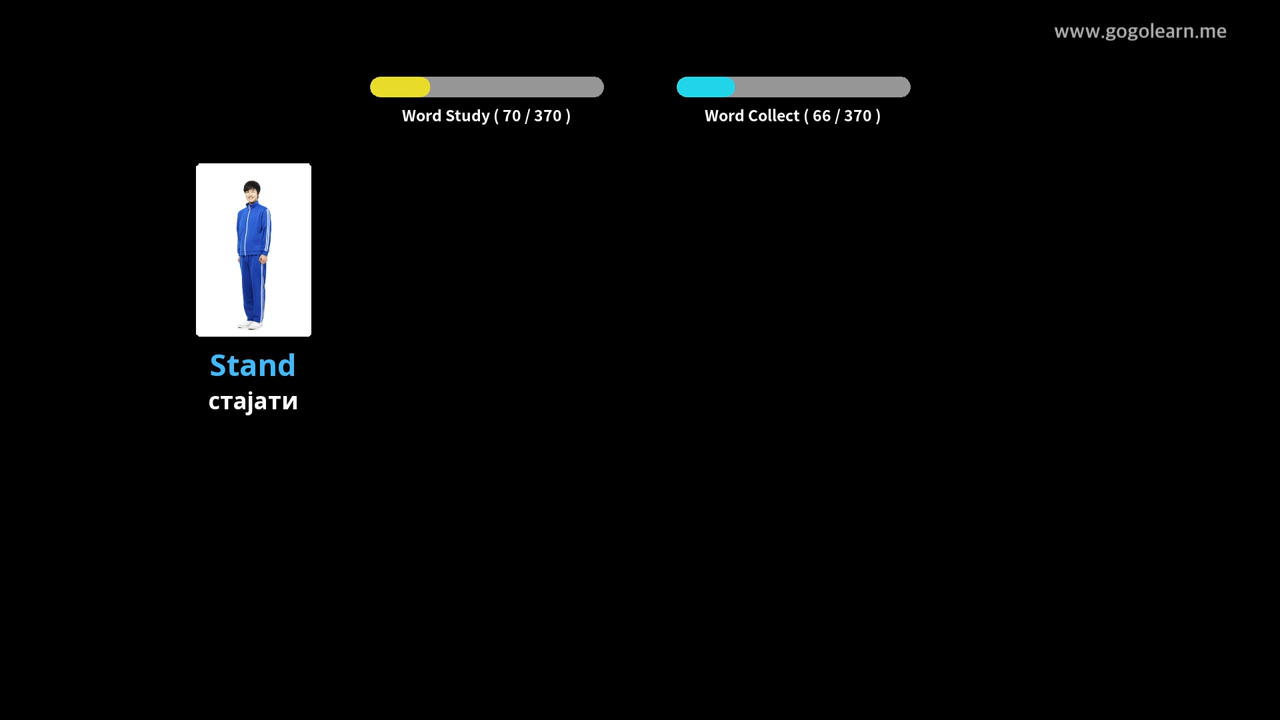 www.gogolearn.me
Word Study ( 70 / 370 )
Word Collect ( 66 / 370 )
Stand
стајати